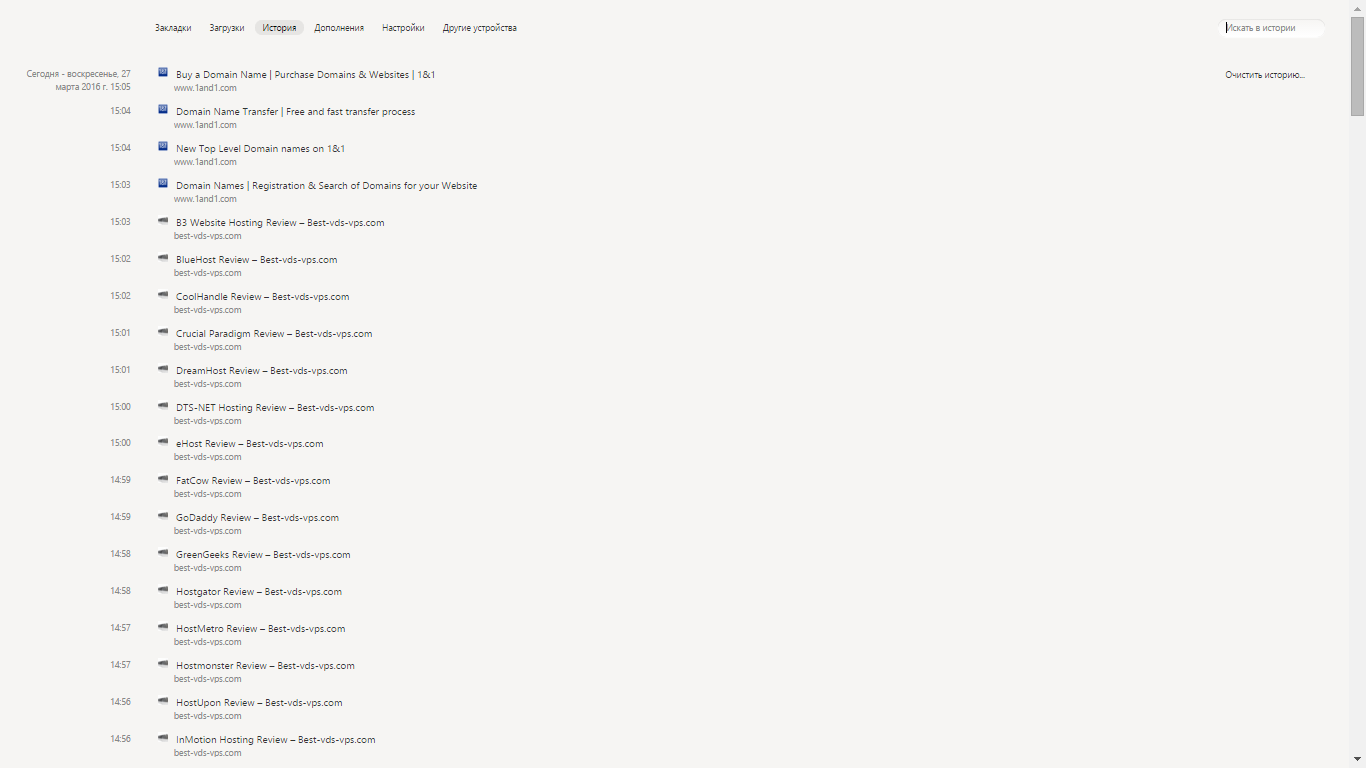 Закладки Загрузки История Дополнения Настройки Другие устройства Искать в истории
Сегодня - воскресенье, 27 Buy a Domain Name | Purchase Domains & Websites | 1&1 Очистить историю...
марта 2016 г. 15:05 www.1and1.com
15:04 Domain Name Transfer | Free and fast transfer process
www.1and1.com
15:04 New Top Level Domain names on 1&1
www.1and1.com
15:03 Domain Names | Registration & Search of Domains for your Website
www.1and1.com
15:03 B3 Website Hosting Review – Best-vds-vps.com
best-vds-vps.com
15:02 BlueHost Review – Best-vds-vps.com
best-vds-vps.com
15:02 CoolHandle Review – Best-vds-vps.com
best-vds-vps.com
15:01 Crucial Paradigm Review – Best-vds-vps.com
best-vds-vps.com
15:01 DreamHost Review – Best-vds-vps.com
best-vds-vps.com
15:00 DTS-NET Hosting Review – Best-vds-vps.com
best-vds-vps.com
15:00 eHost Review – Best-vds-vps.com
best-vds-vps.com
14:59 FatCow Review – Best-vds-vps.com
best-vds-vps.com
14:59 GoDaddy Review – Best-vds-vps.com
best-vds-vps.com
14:58 GreenGeeks Review – Best-vds-vps.com
best-vds-vps.com
14:58 Hostgator Review – Best-vds-vps.com
best-vds-vps.com
14:57 HostMetro Review – Best-vds-vps.com
best-vds-vps.com
14:57 Hostmonster Review – Best-vds-vps.com
best-vds-vps.com
14:56 HostUpon Review – Best-vds-vps.com
best-vds-vps.com
14:56 InMotion Hosting Review – Best-vds-vps.com
best-vds-vps.com